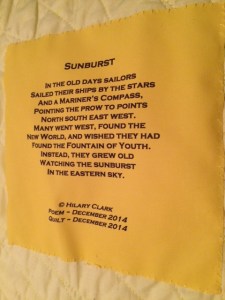 Sunburst
In the old days sailors
Sailed their ships by the stars
And a Mariner's Compass,
Pointing the prow to points
North south east west.
Many went west, found the
New World, and wished they had
Found the Fountain of Youth.
Instead, they grew old
Watching the sunburst
In the eastern sky.
© Hilary Clark
Poem ~ December 2014
Quilt ~ December 2014